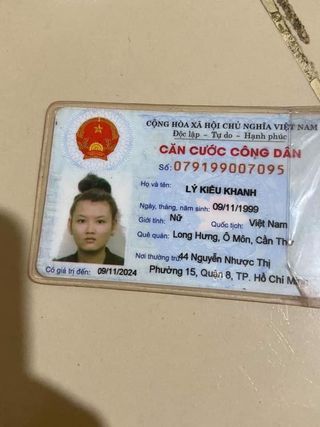 CỘNG HÒA XÃ HỘI CHỦ NGHĨA VIỆT NAM
Độc lập - Tự do - Hạnh phúc
CĂN CƯỚC CÔNG DÂN
Số: 079199007095
Họ và tên: LÝ KIỀU KHANH
Ngày, tháng, năm sinh: 09/11/1999
Giới tính: Nữ Quốc tịch: Việt Nam
Quê quán: Long Hưng, Ô Môn, Cần Thơ
Nơi thường trú: 44 Nguyễn Nhược Thị
Phường 15, Quận 8, TP. Hồ Chí Minh
Có giá trị đến: 09/11/2024